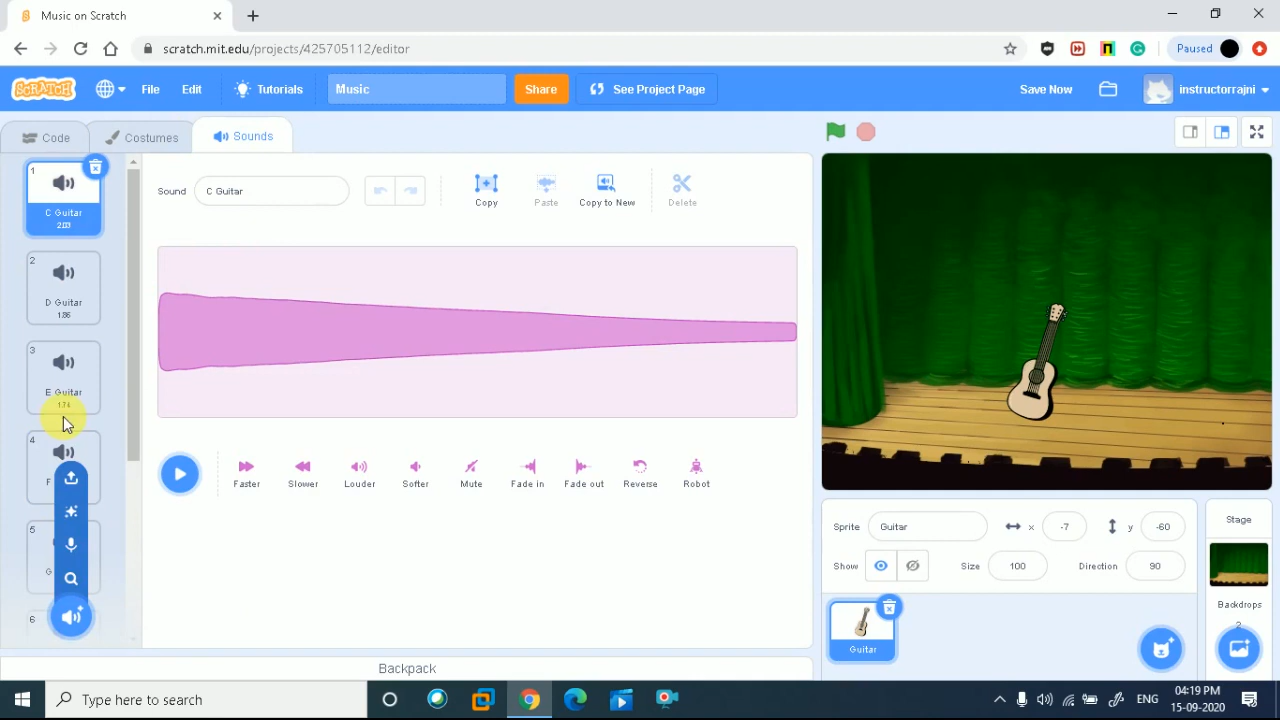 Music on Scratch
scratch.mit.edu/projects/425705112/editor
Paused
SCRATCH
File
Edit
Tutorials
Music
Share
See Project Page
Save Now
instructorrajni
Code
Costumes
Sounds
1
C Guitar
2.03
2
D Guitar
1.86
3
E Guitar
1.74
4
F
5
G
6
Sound
C Guitar
Copy
Paste
Copy to New
Delete
Faster
Slower
Louder
Softer
Mute
Fade in
Fade out
Reverse
Robot
Sprite
Guitar
x
-7
y
-60
Show
Size
100
Direction
90
Guitar
Stage
Backdrops
2
Backpack
Type here to search
ENG
04:19 PM
15-09-2020